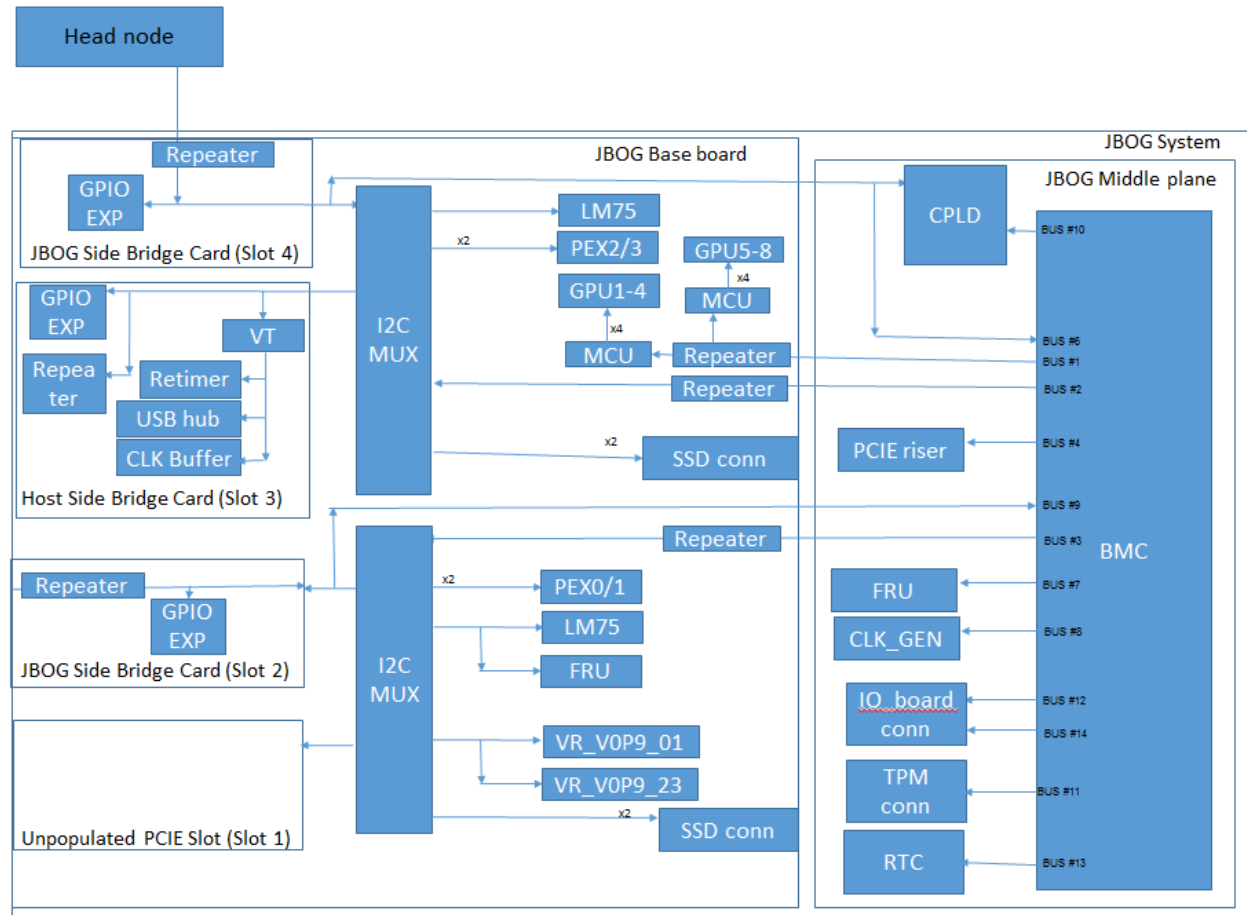 Head node
JBOG System
JBOG Base board
JBOG Middle plane
Repeater
GPIO
EXP
JBOG Side Bridge Card (Slot 4)
GPIO
EXP
VT
Repea
ter
Retimer
USB hub
CLK Buffer
Host Side Bridge Card (Slot 3)
Repeater
GPIO
EXP
JBOG Side Bridge Card (Slot 2)
Unpopulated PCIE Slot (Slot 1)
I2C
MUX
LM75
x2
PEX2/3
GPU5-8
x4
GPU1-4
MCU
x4
MCU
Repeater
Repeater
x2
SSD conn
I2C
MUX
Repeater
x2
PEX0/1
LM75
FRU
VR_V0P9_01
VR_V0P9_23
x2
SSD conn
CPLD
PCIE riser
FRU
CLK_GEN
IO_board
conn
TPM
conn
RTC
BUS #10
BUS #6
BUS #1
BUS #2
BUS #4
BUS #9
BUS #3
BMC
BUS #7
BUS #8
BUS #12
BUS #14
BUS #11
BUS #13